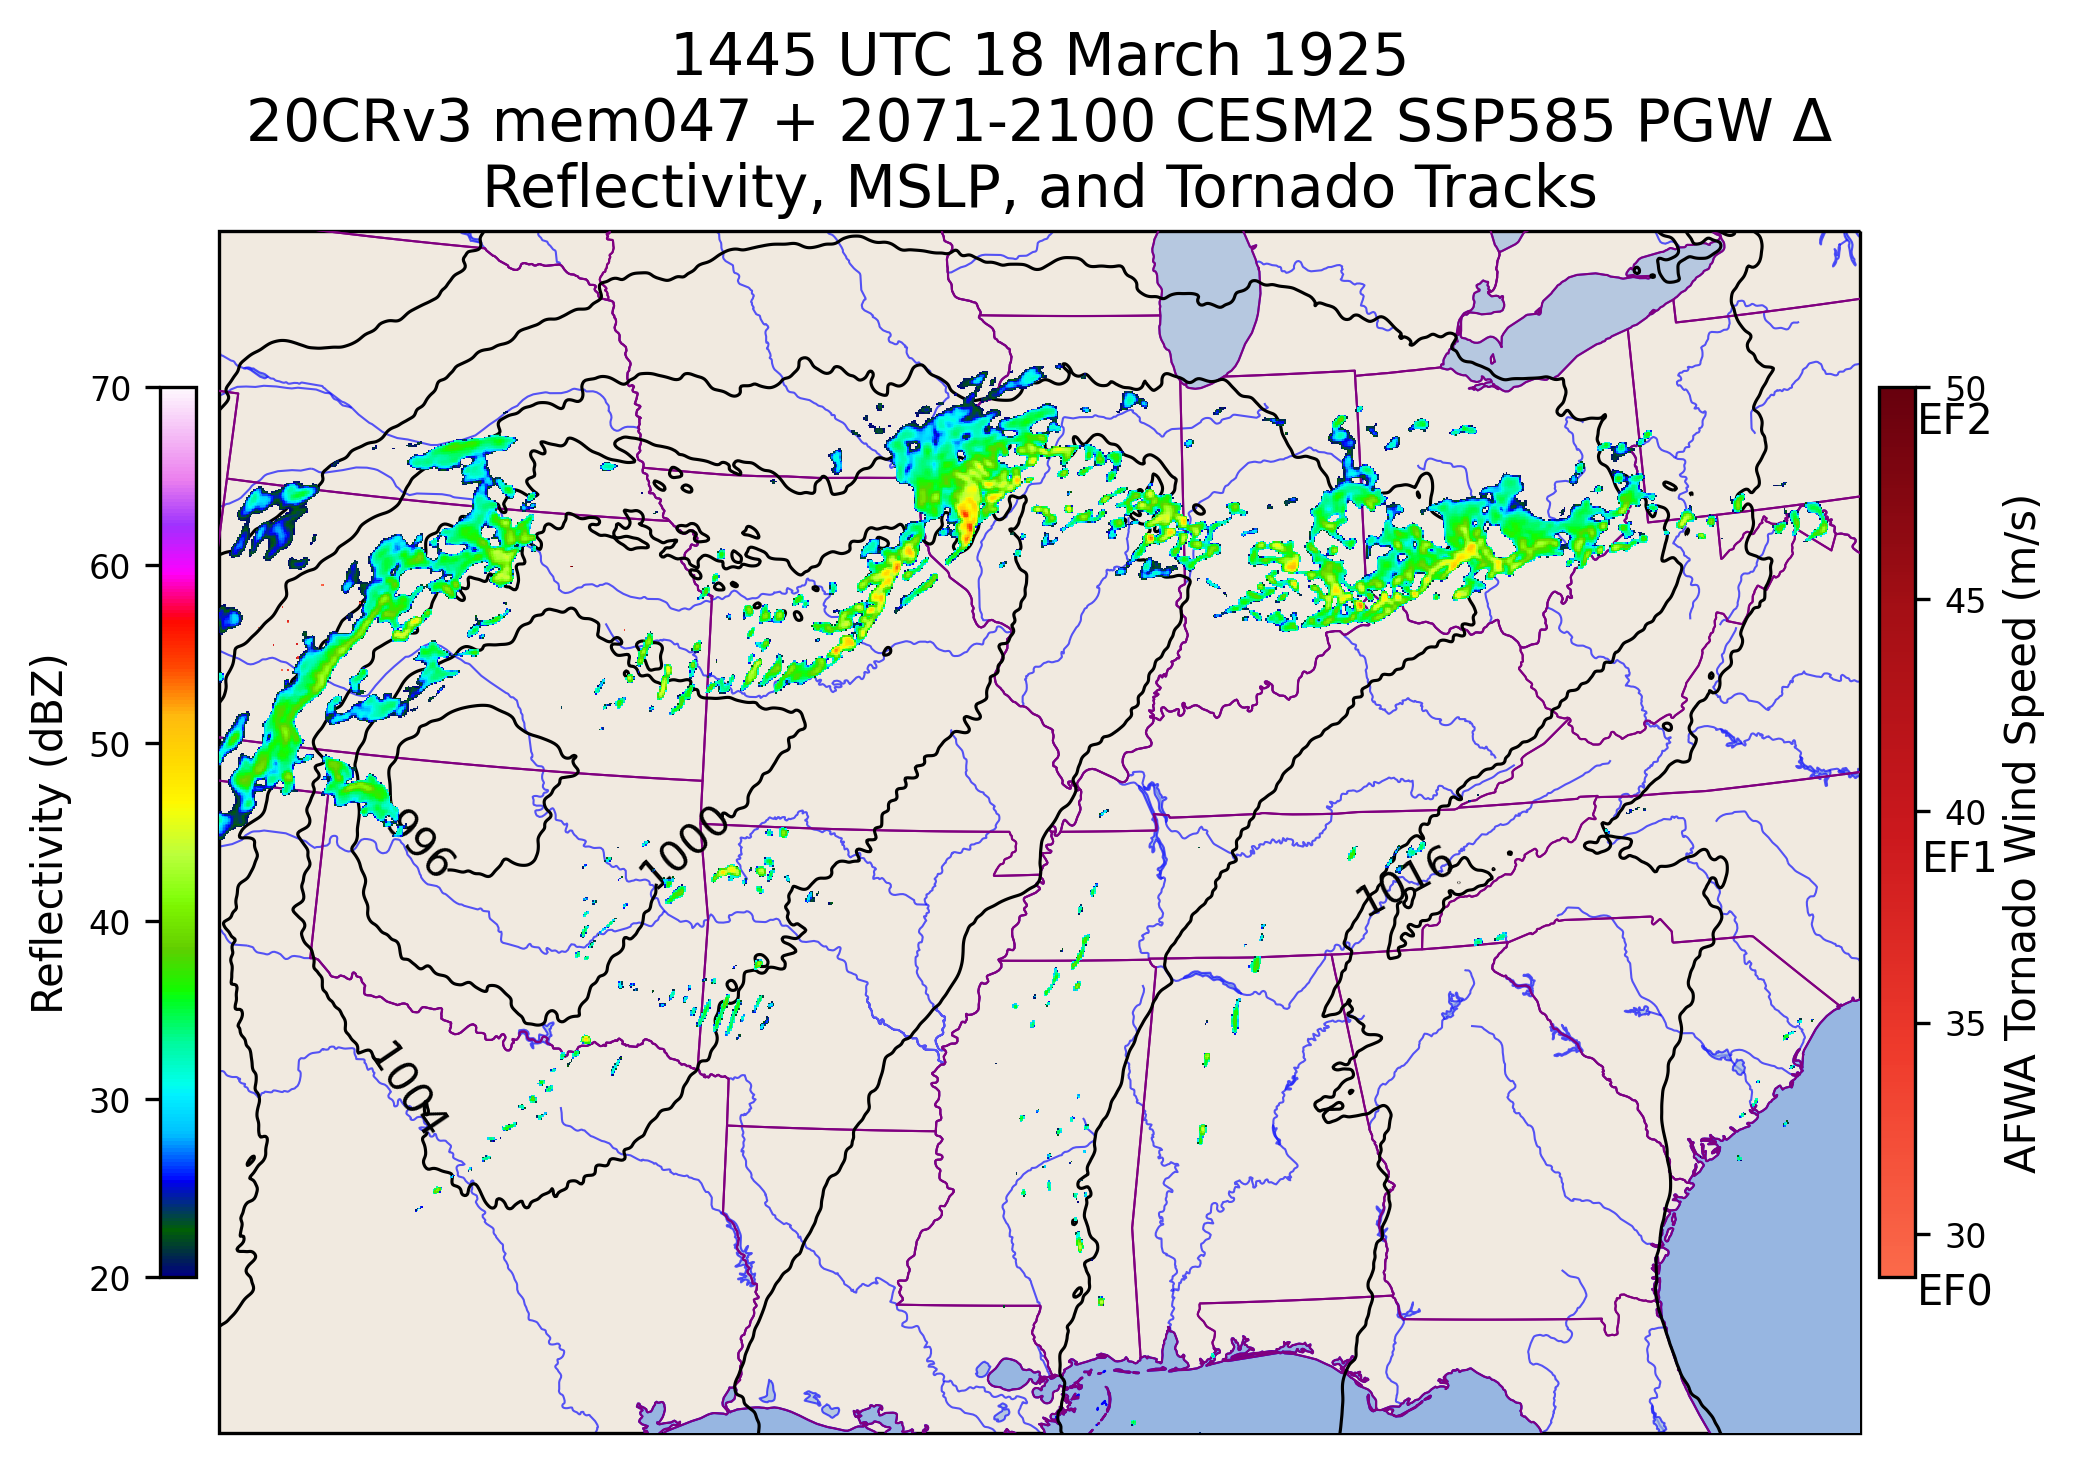 1445 UTC 18 March 1925
20CRv3 mem047 + 2071-2100 CESM2 SSP585 PGW Δ
Reflectivity, MSLP, and Tornado Tracks
Reflectivity (dBZ)
70
60
50
40
30
20
996
1000
1004
1016
50
EF2
45
40
EF1
35
30
EF0
AFWA Tornado Wind Speed (m/s)